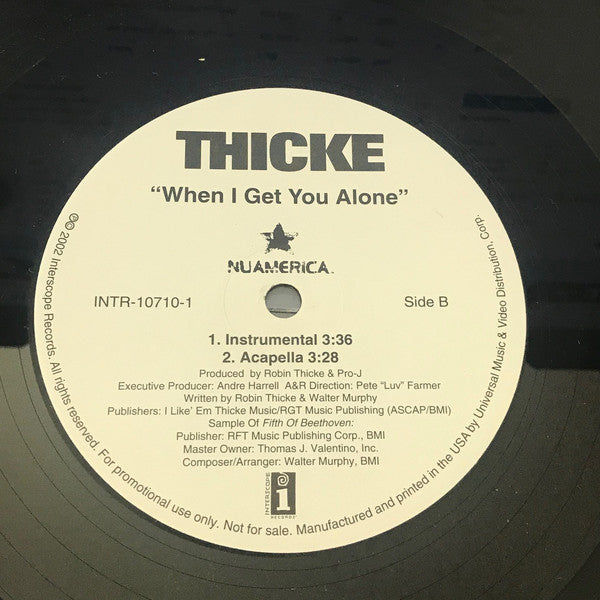 THICKE
“When I Get You Alone”
NUAMERICA.
INTR-10710-1
Side B
1. Instrumental 3:36
2. Acapella 3:28
Produced by Robin Thicke & Pro-J
Executive Producer: Andre Harrell A&R Direction: Pete "Luv" Farmer
Written by Robin Thicke & Walter Murphy
Publishers: I Like' Em Thicke Music/RGT Music Publishing (ASCAP/BMI)
Sample Of Fifth Of Beethoven:
Publisher: RFT Music Publishing Corp., BMI
Master Owner: Thomas J. Valentino, Inc.
Composer/Arranger: Walter Murphy, BMI
i
INTERSCOPE
RECORDS
℗© 2002 Interscope Records. All rights reserved. For promotional use only. Not for sale. Manufactured and printed in the USA by Universal Music & Video Distribution, Corp.